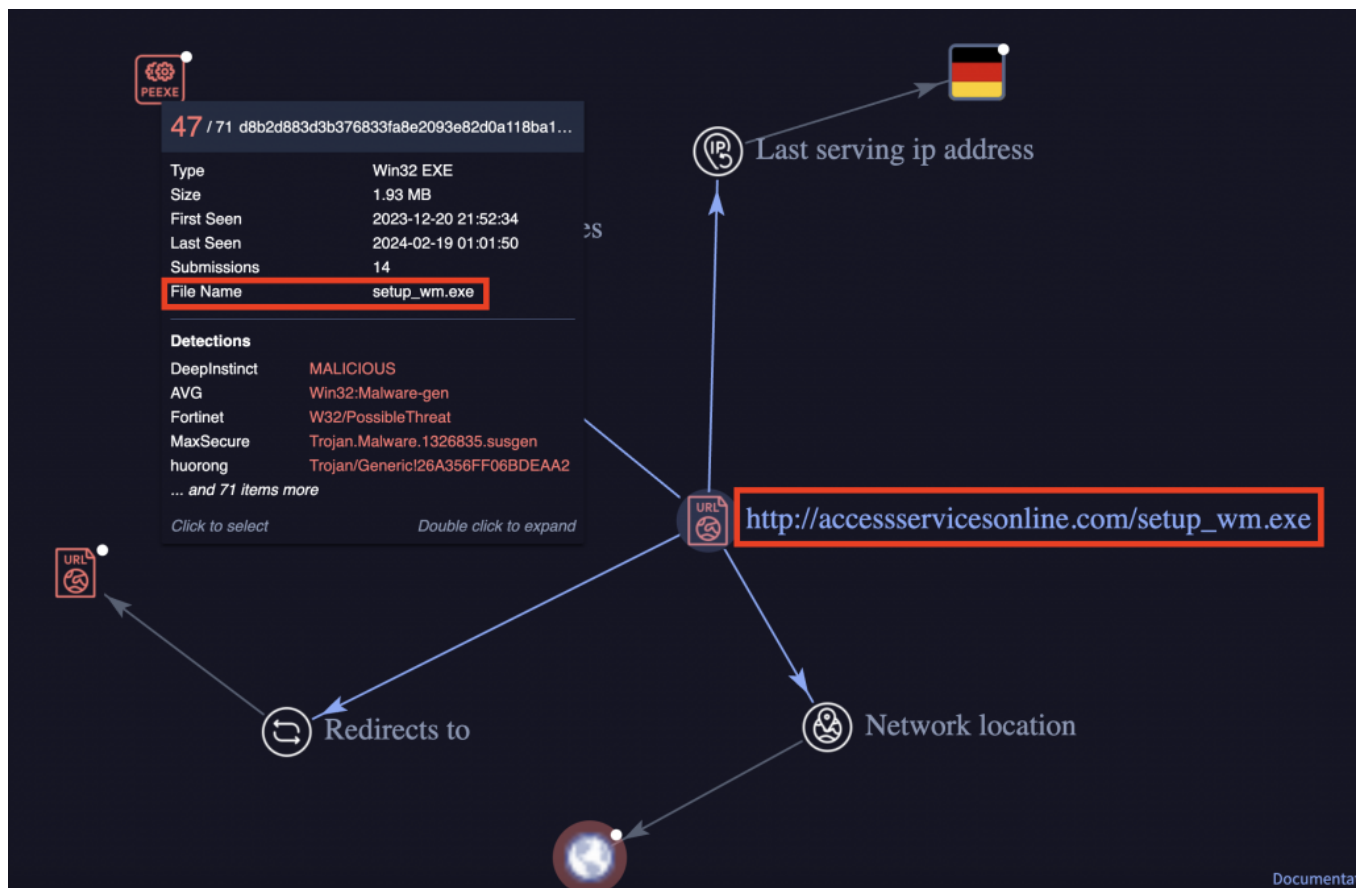 PEEXE
47 / 71 d8b2d883d3b376833fa8e2093e82d0a118ba1...
Type Win32 EXE
Size 1.93 MB
First Seen 2023-12-20 21:52:34
Last Seen 2024-02-19 01:01:50
Submissions 14
File Name setup_wm.exe
Detections
DeepInstinct MALICIOUS
AVG Win32:Malware-gen
Fortinet W32/PossibleThreat
MaxSecure Trojan.Malware.1326835.susgen
huorong Trojan/Generic!26A356FF06BDEAA2
... and 71 items more
Click to select Double click to expand
es
IP
Last serving ip address
URL
http://accessservicesonline.com/setup_wm.exe
URL
Redirects to
Network location
Documentat